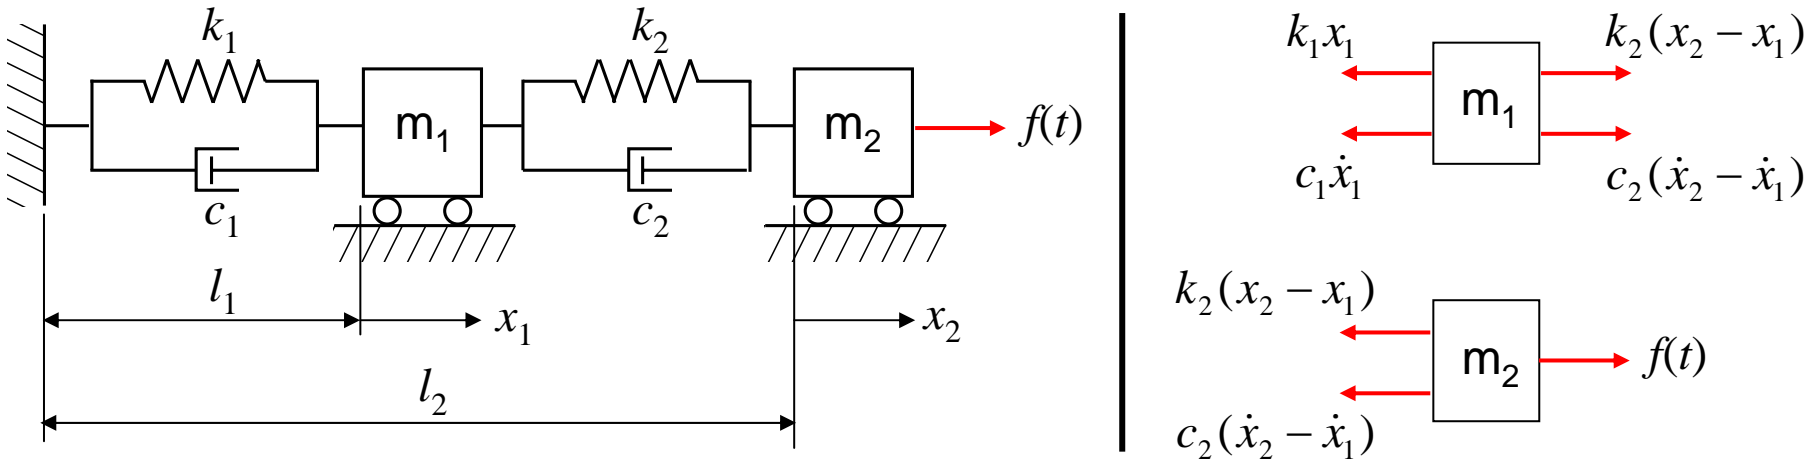 k₁
k₂
m₁
m₂
f(t)
c₁
c₂
l₁
x₁
x₂
l₂
k₁x₁
k₂(x₂ − x₁)
m₁
c₁ẋ₁
c₂(ẋ₂ − ẋ₁)
k₂(x₂ − x₁)
m₂
f(t)
c₂(ẋ₂ − ẋ₁)